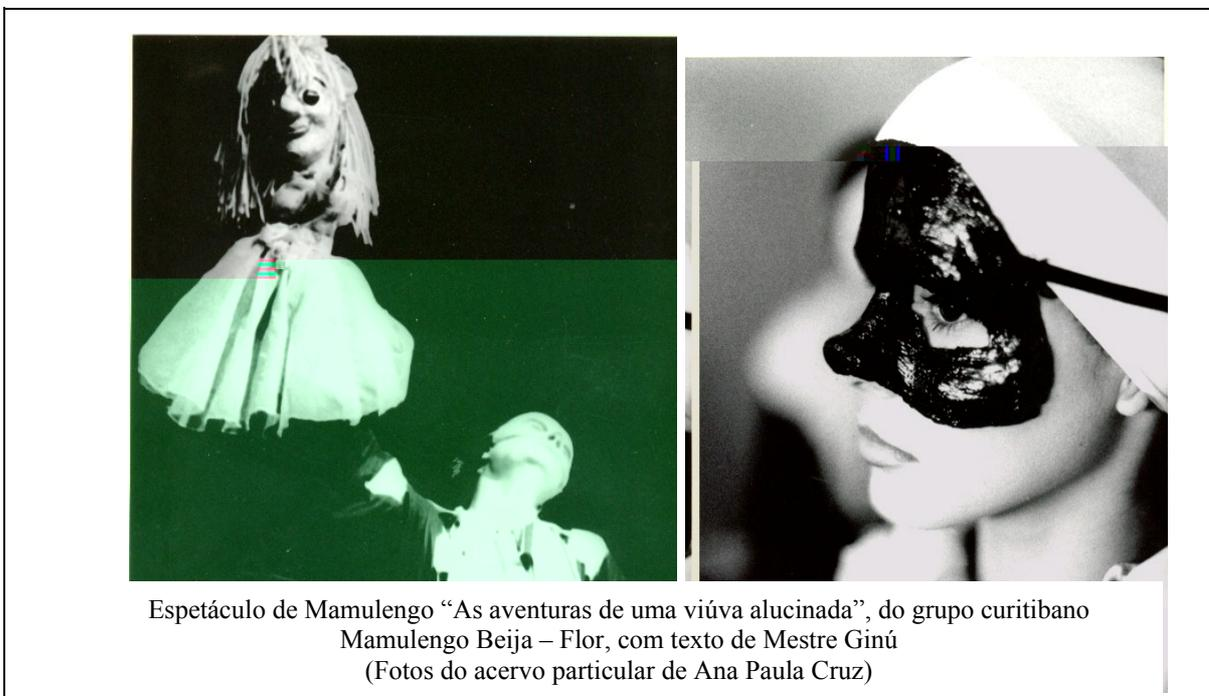 Espetáculo de Mamulengo “As aventuras de uma viúva alucinada”, do grupo curitibano
Mamulengo Beija – Flor, com texto de Mestre Ginú
(Fotos do acervo particular de Ana Paula Cruz)